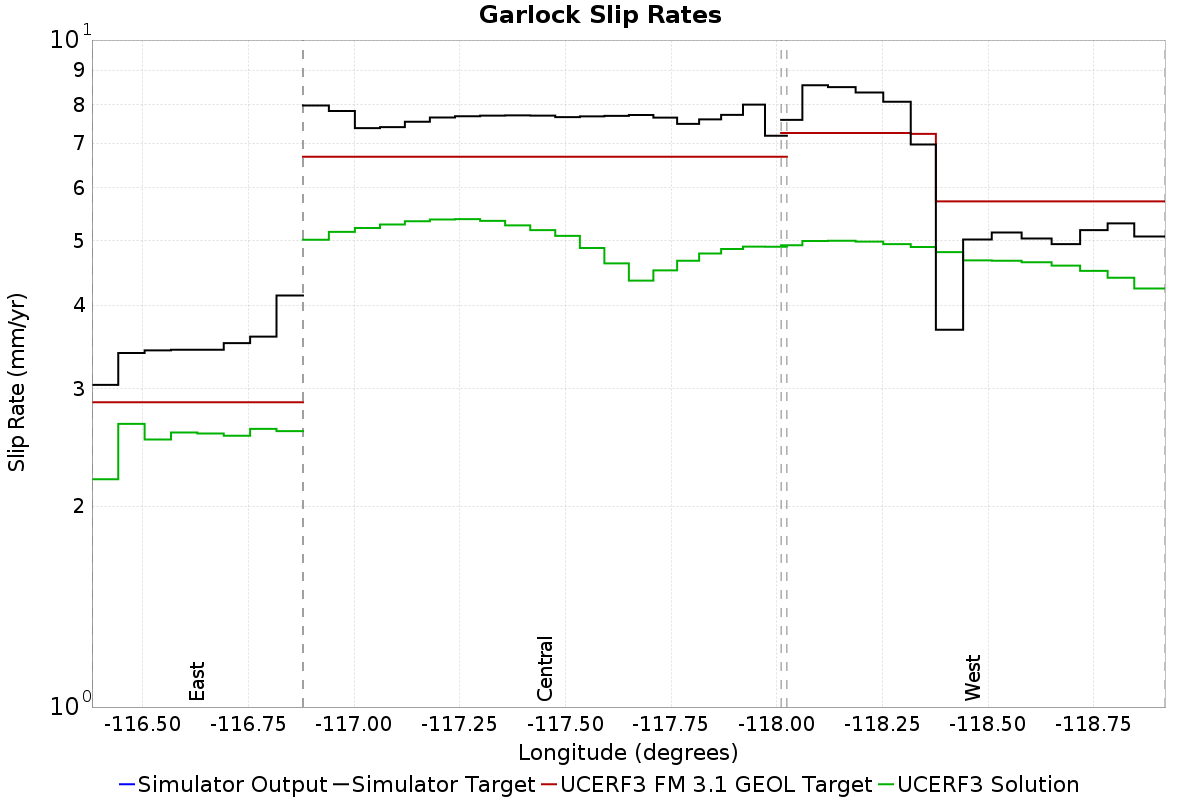 Garlock Slip Rates
10^1
9
8
7
6
5
4
3
2
10^0
Slip Rate (mm/yr)
East
Central
West
-116.50 -116.75 -117.00 -117.25 -117.50 -117.75 -118.00 -118.25 -118.50 -118.75
Longitude (degrees)
Simulator Output Simulator Target UCERF3 FM 3.1 GEOL Target UCERF3 Solution